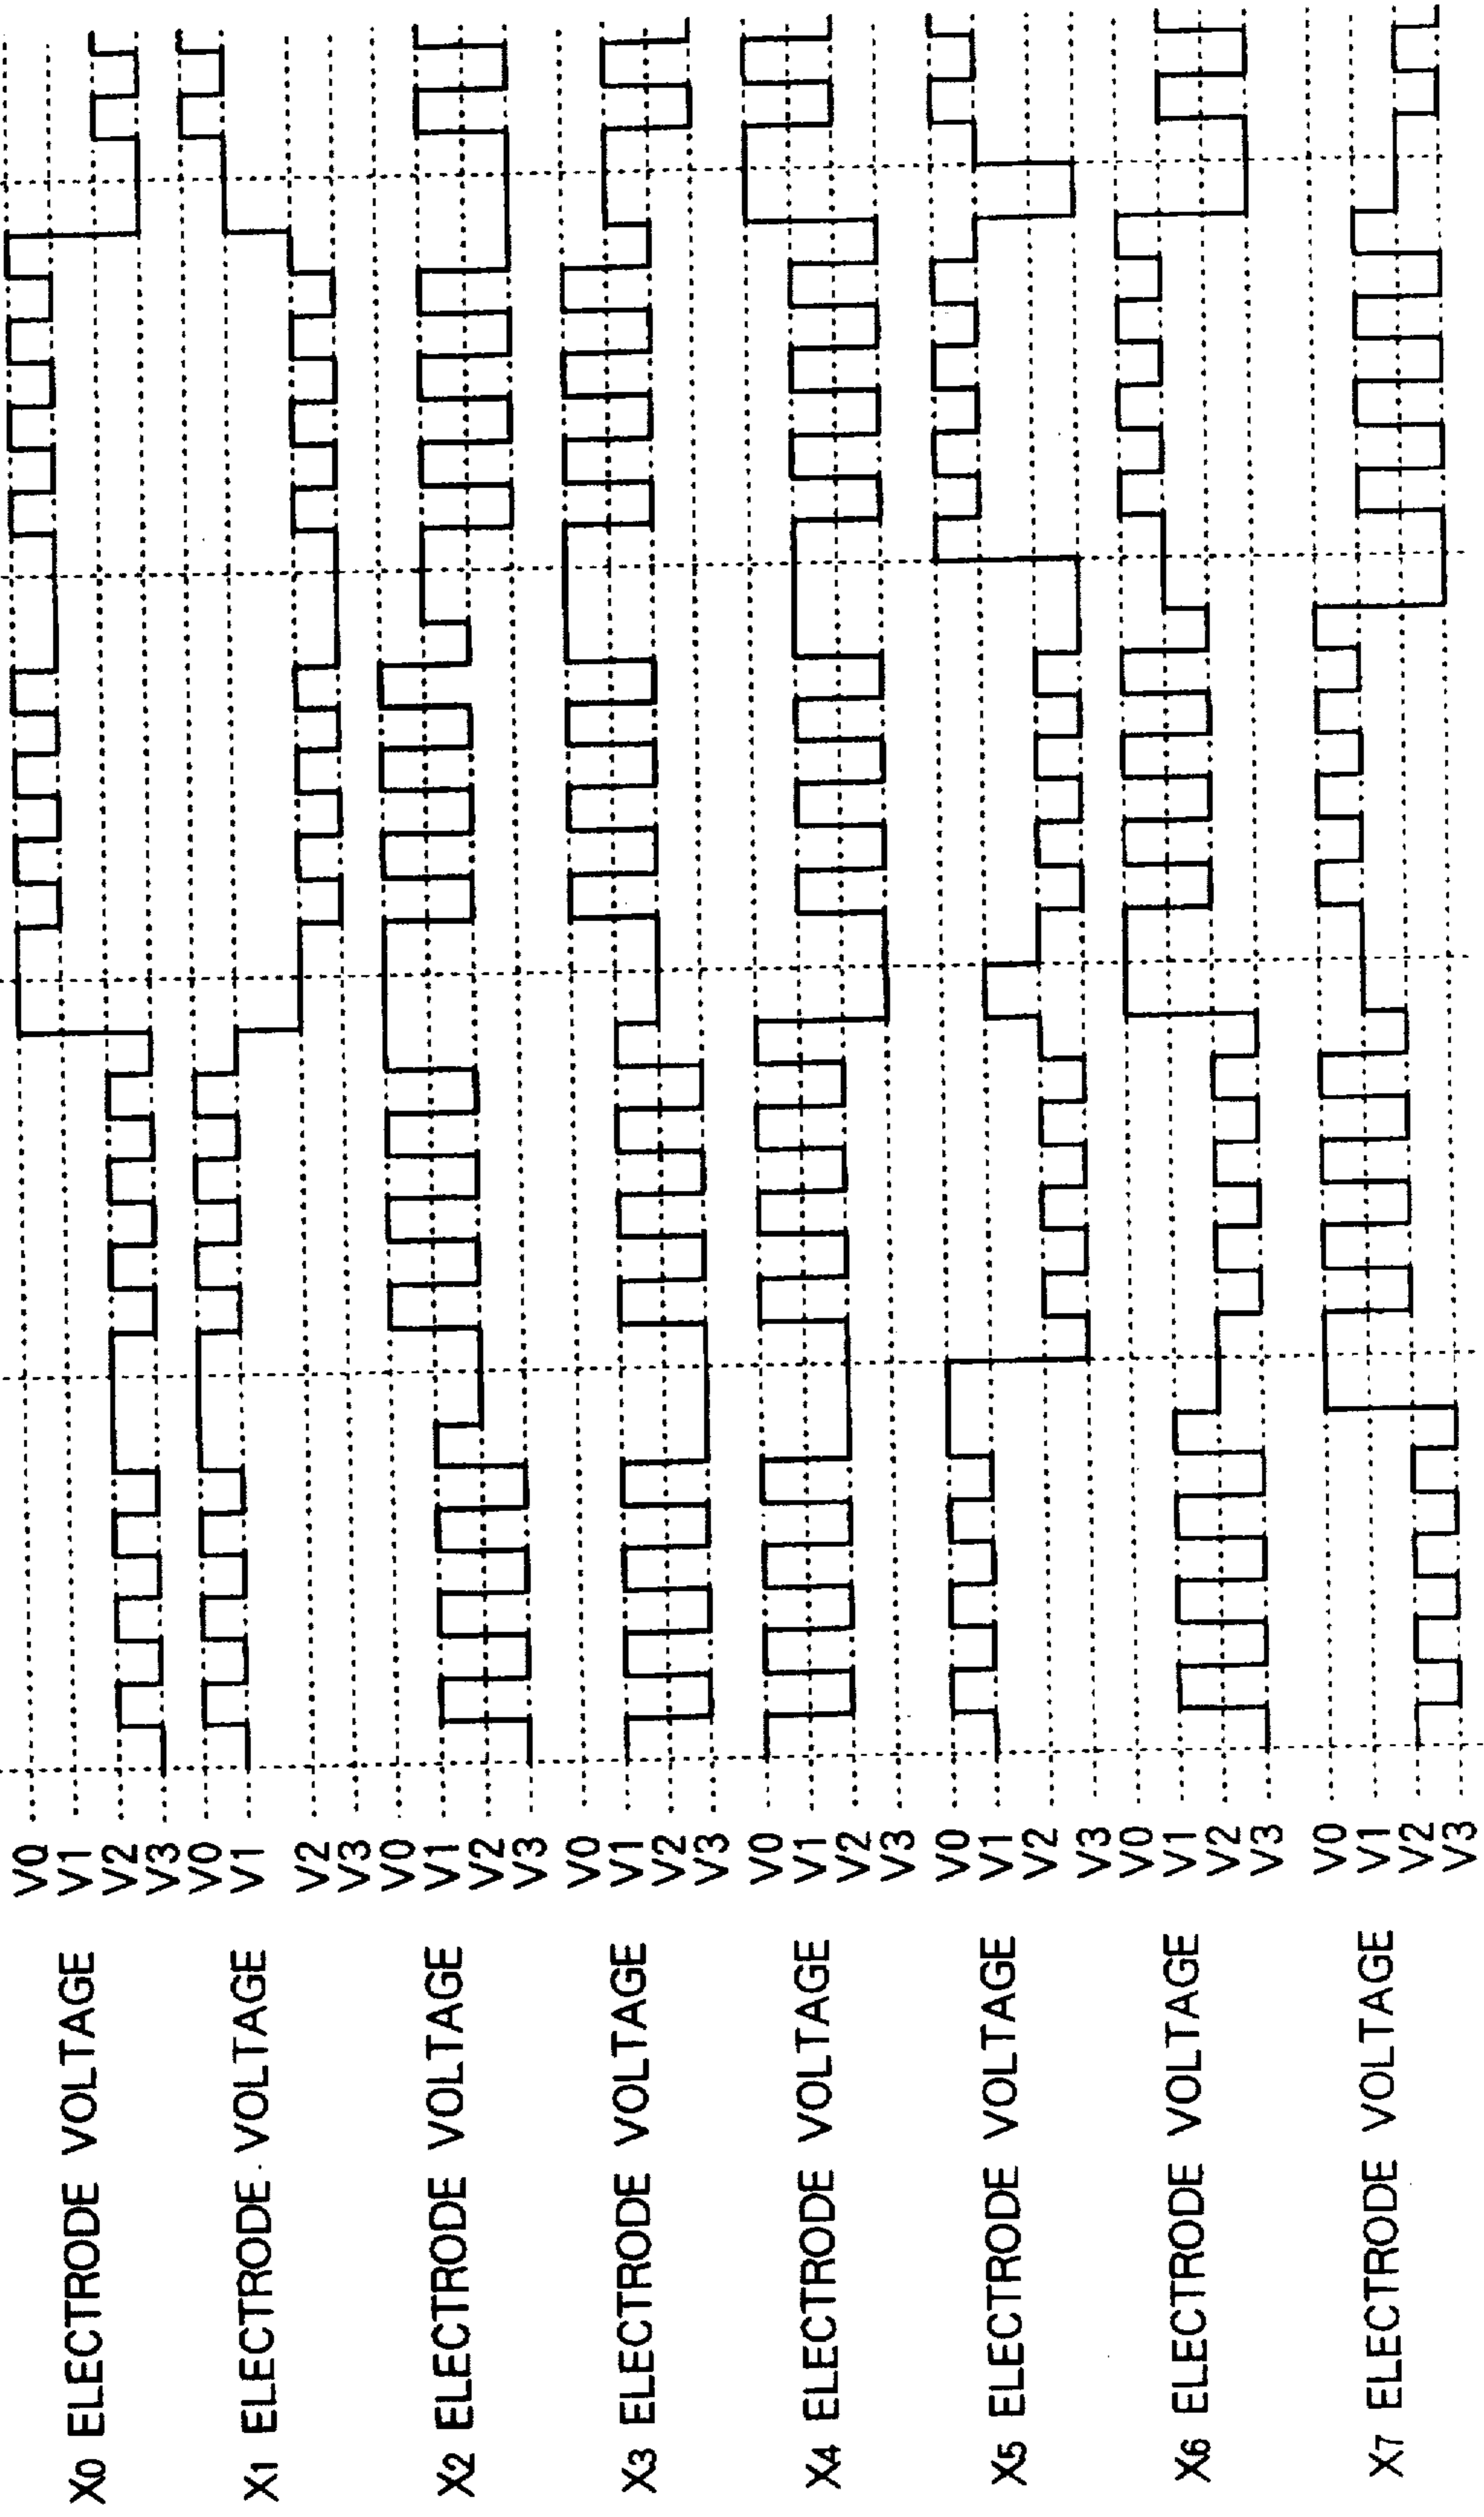 X0 ELECTRODE VOLTAGE
V0
V1
V2
V3
X1 ELECTRODE VOLTAGE
V0
V1
V2
V3
X2 ELECTRODE VOLTAGE
V0
V1
V2
V3
X3 ELECTRODE VOLTAGE
V0
V1
V2
V3
X4 ELECTRODE VOLTAGE
V0
V1
V2
V3
X5 ELECTRODE VOLTAGE
V0
V1
V2
V3
X6 ELECTRODE VOLTAGE
V0
V1
V2
V3
X7 ELECTRODE VOLTAGE
V0
V1
V2
V3